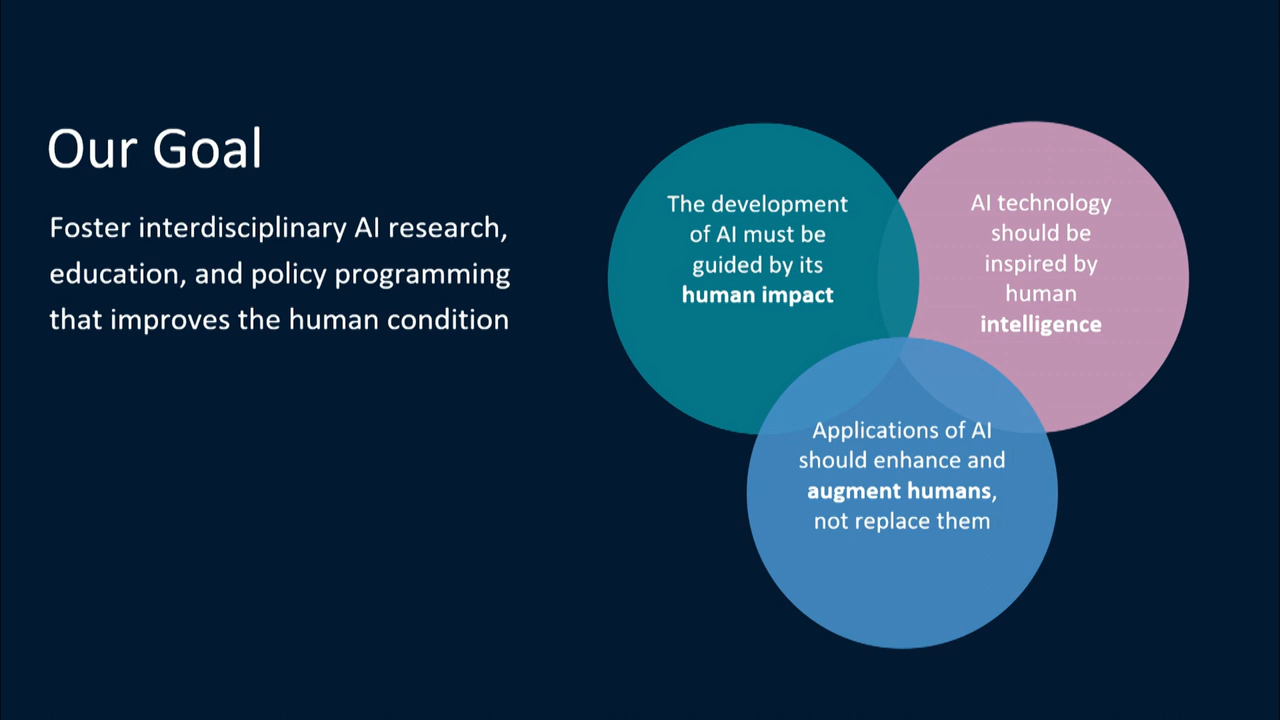 Our Goal
Foster interdisciplinary AI research,
education, and policy programming
that improves the human condition
The development
of AI must be
guided by its
human impact
AI technology
should be
inspired by
human
intelligence
Applications of AI
should enhance and
augment humans,
not replace them